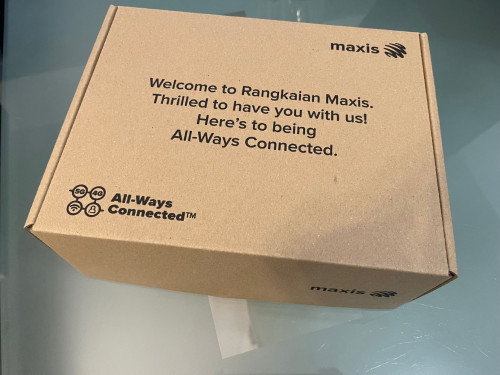 maxis
Welcome to Rangkaian Maxis.
Thrilled to have you with us!
Here's to being
All-Ways Connected.
5G 4G
All-Ways
Connected™
maxis